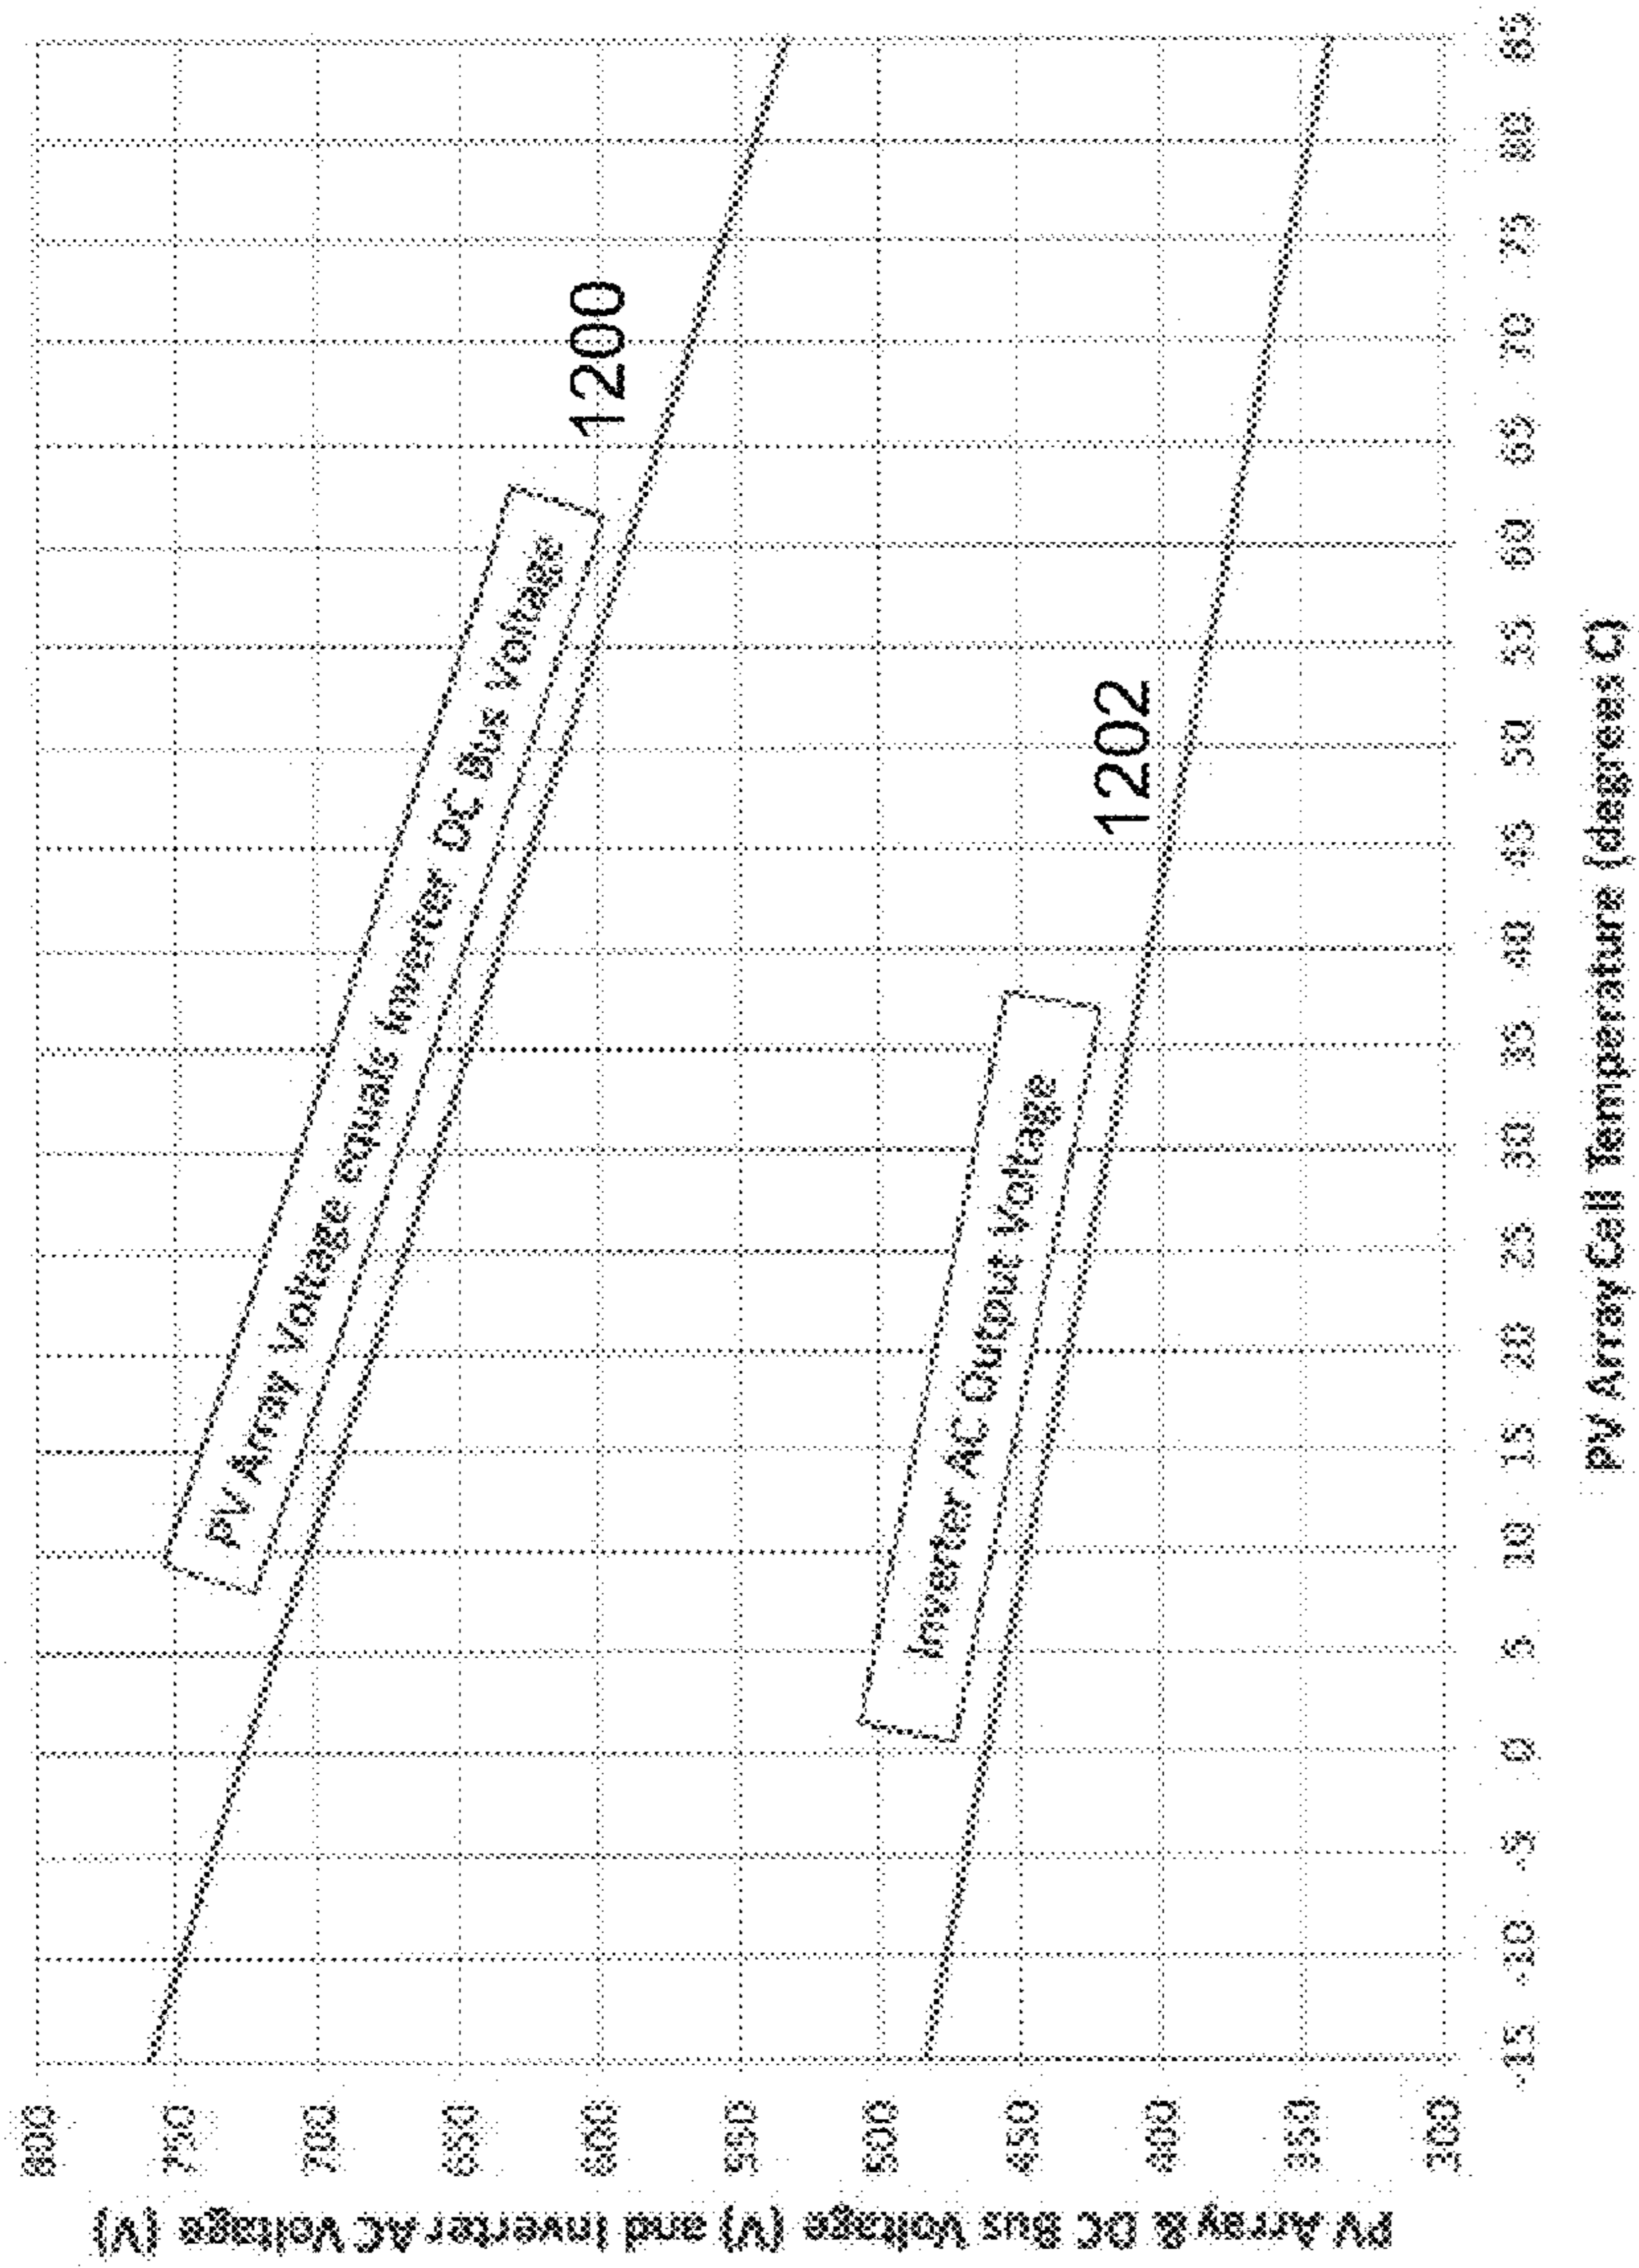 PV Array & DC Bus Voltage (V) and Inverter AC Voltage (V)
800
750
700
650
600
550
500
450
400
350
300
PV Array Voltage equals Inverter DC Bus Voltage
1200
Inverter AC Output Voltage
1202
-15 -10 -5 0 5 10 15 20 25 30 35 40 45 50 55 60 65 70 75 80 85
PV Array Cell Temperature (degrees C)